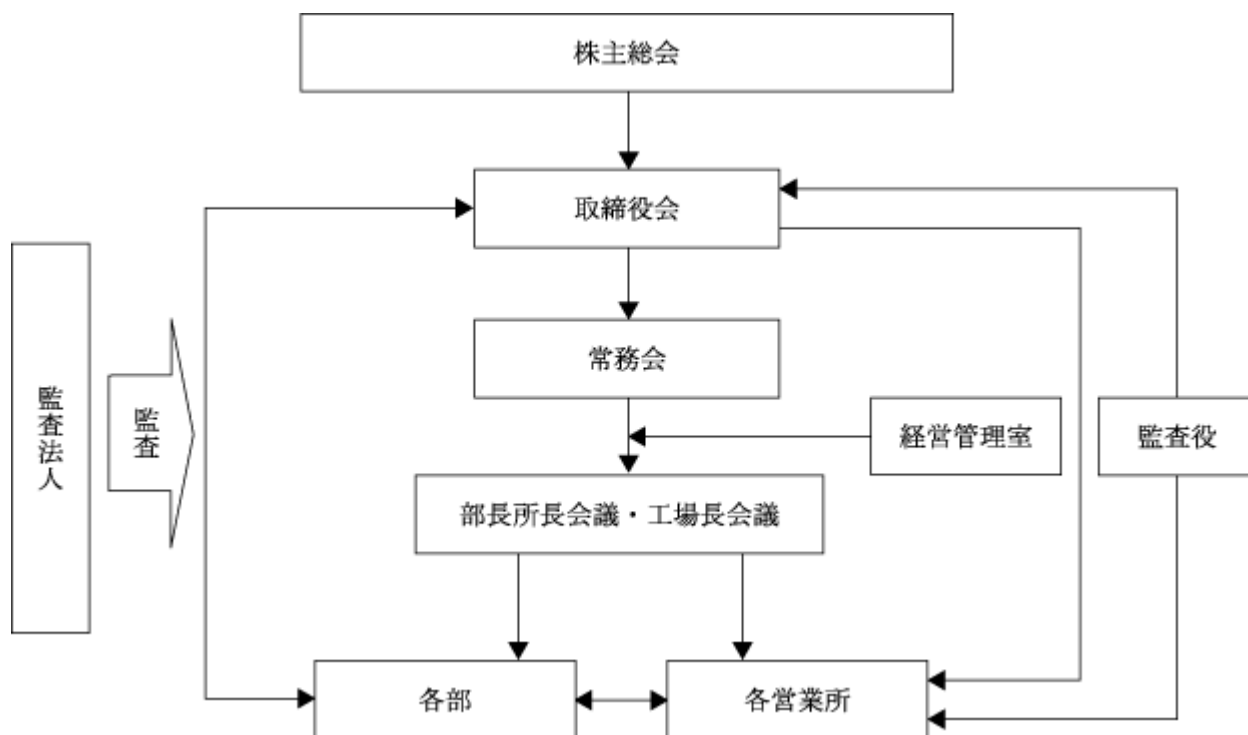 株主総会
取締役会
常務会
監査法人
監査
経営管理室
監査役
部長所長会議・工場長会議
各部
各営業所